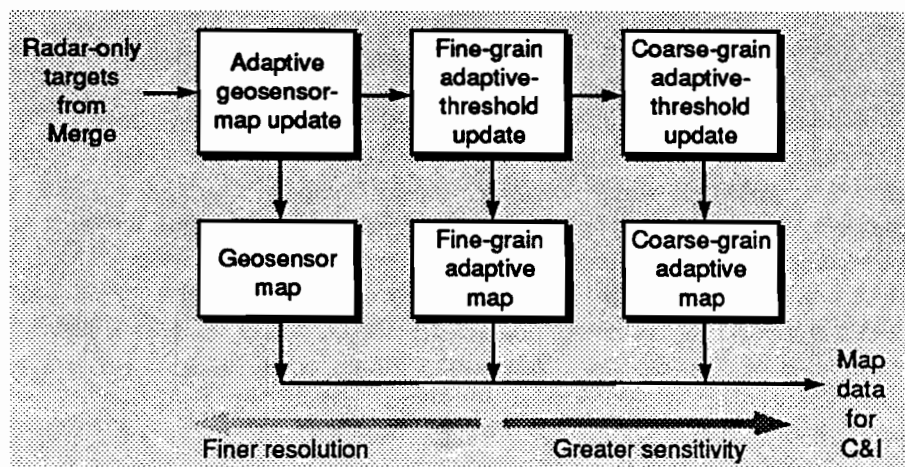 Radar-only
targets
from
Merge
Adaptive
geosensor-
map update
Fine-grain
adaptive-
threshold
update
Coarse-grain
adaptive-
threshold
update
Geosensor
map
Fine-grain
adaptive
map
Coarse-grain
adaptive
map
Map
data
for
C&I
Finer resolution
Greater sensitivity